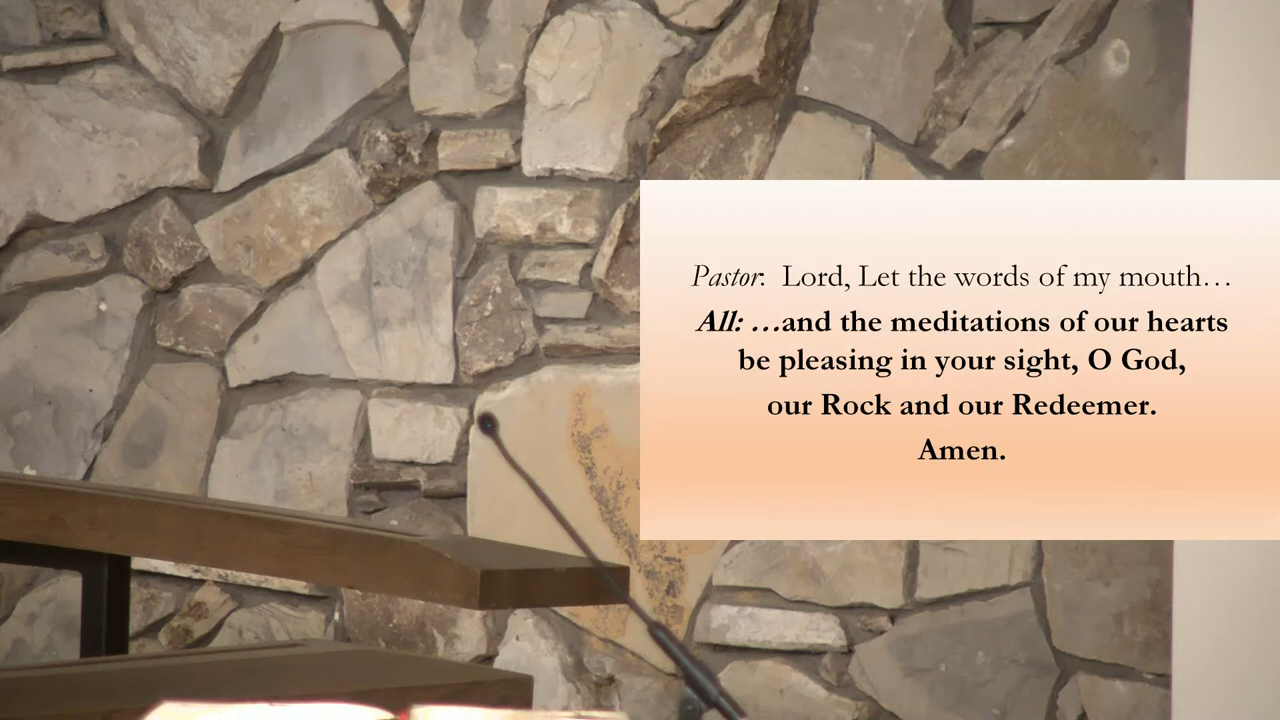 Pastor:  Lord, Let the words of my mouth…
All: …and the meditations of our hearts
be pleasing in your sight, O God,
our Rock and our Redeemer.
Amen.